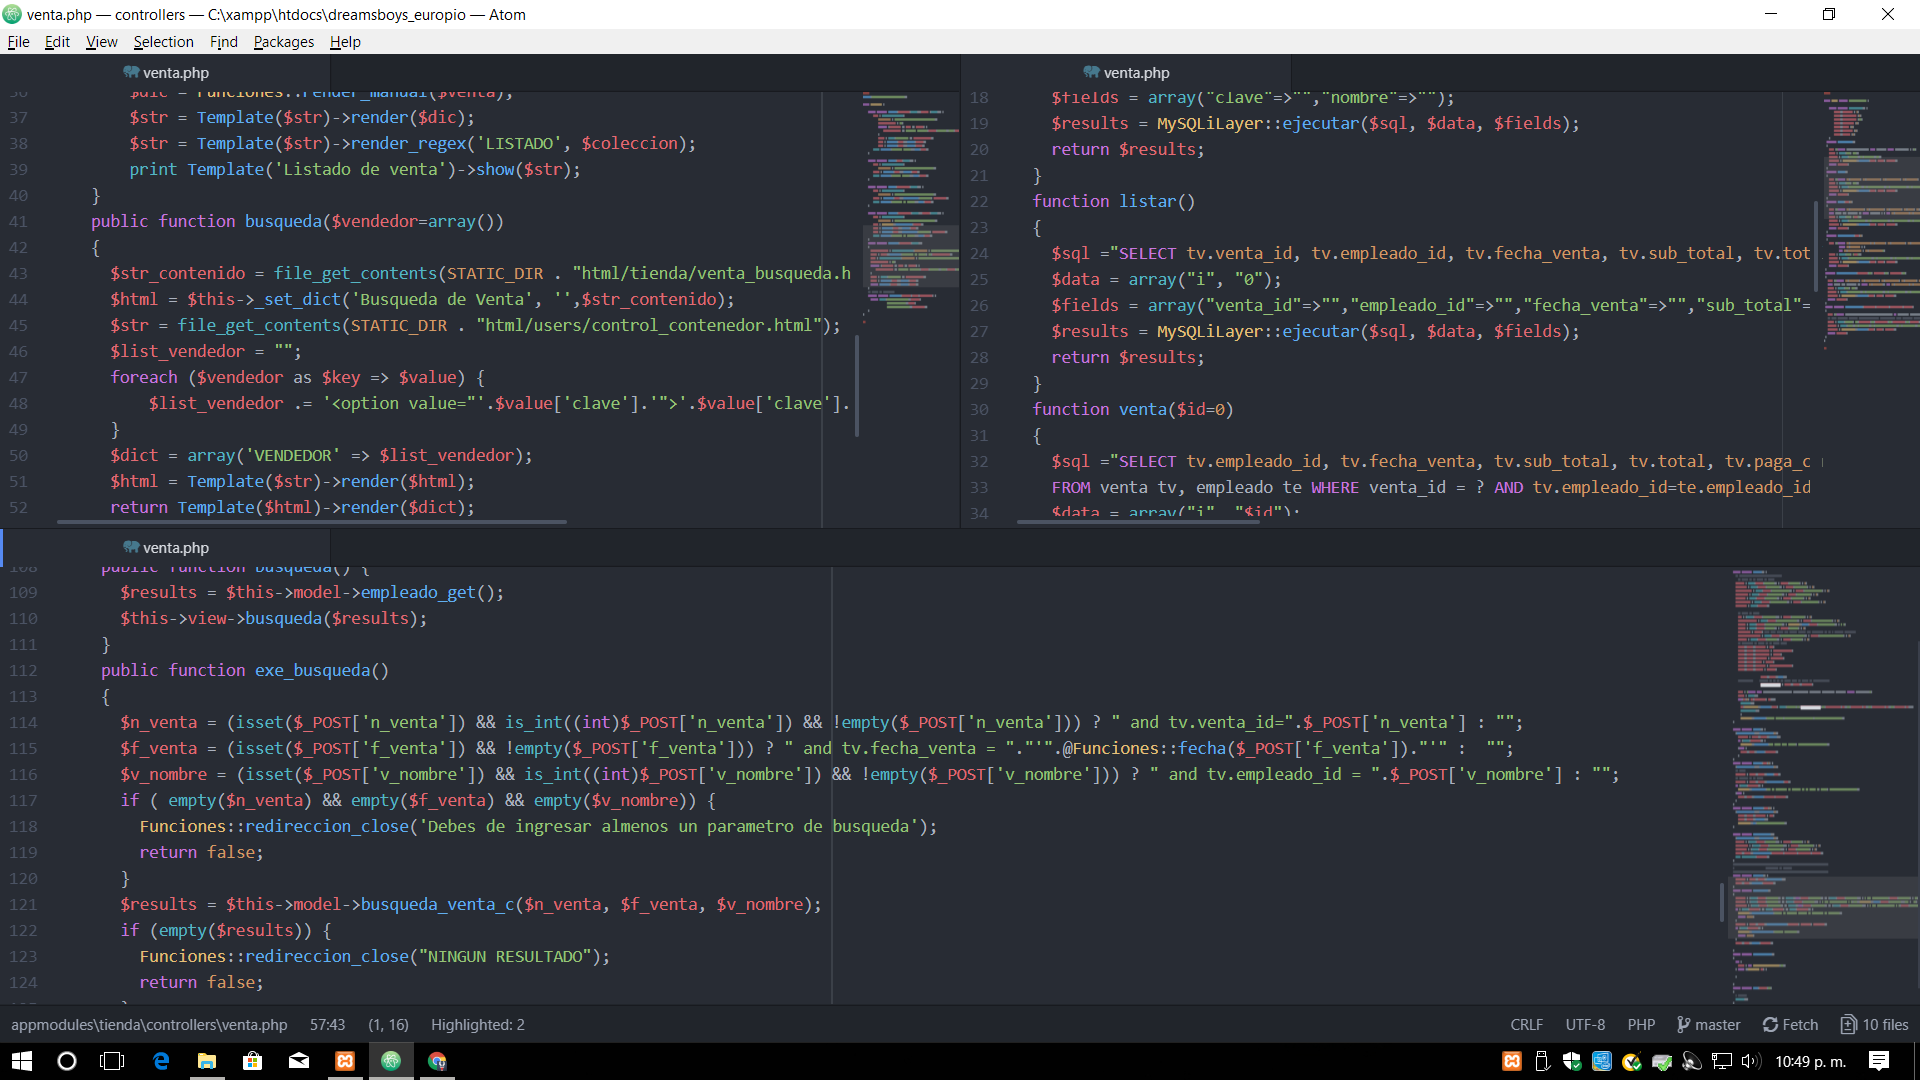 venta.php — controllers — C:\xampp\htdocs\dreamsboys_europio — Atom
File Edit View Selection Find Packages Help
venta.php
36 $dic = Funciones::render_manual($venta);
37 $str = Template($str)->render($dic);
38 $str = Template($str)->render_regex('LISTADO', $coleccion);
39 print Template('Listado de venta')->show($str);
40 }
41 public function busqueda($vendedor=array())
42 {
43 $str_contenido = file_get_contents(STATIC_DIR . "html/tienda/venta_busqueda.h
44 $html = $this->_set_dict('Busqueda de Venta', '',$str_contenido);
45 $str = file_get_contents(STATIC_DIR . "html/users/control_contenedor.html");
46 $list_vendedor = "";
47 foreach ($vendedor as $key => $value) {
48 $list_vendedor .= '<option value="'.$value['clave'].'">'.$value['clave'].
49 }
50 $dict = array('VENDEDOR' => $list_vendedor);
51 $html = Template($str)->render($html);
52 return Template($html)->render($dict);
venta.php
18 $fields = array("clave"=>"","nombre"=>"");
19 $results = MySQLiLayer::ejecutar($sql, $data, $fields);
20 return $results;
21 }
22 function listar()
23 {
24 $sql ="SELECT tv.venta_id, tv.empleado_id, tv.fecha_venta, tv.sub_total, tv.tot
25 $data = array("i", "0");
26 $fields = array("venta_id"=>"","empleado_id"=>"","fecha_venta"=>"","sub_total"=
27 $results = MySQLiLayer::ejecutar($sql, $data, $fields);
28 return $results;
29 }
30 function venta($id=0)
31 {
32 $sql ="SELECT tv.empleado_id, tv.fecha_venta, tv.sub_total, tv.total, tv.paga_c
33 FROM venta tv, empleado te WHERE venta_id = ? AND tv.empleado_id=te.empleado_id
34 $data = array("i", "$id");
venta.php
108 public function busqueda() {
109 $results = $this->model->empleado_get();
110 $this->view->busqueda($results);
111 }
112 public function exe_busqueda()
113 {
114 $n_venta = (isset($_POST['n_venta']) && is_int((int)$_POST['n_venta']) && !empty($_POST['n_venta'])) ? " and tv.venta_id=".$_POST['n_venta'] : "";
115 $f_venta = (isset($_POST['f_venta']) && !empty($_POST['f_venta'])) ? " and tv.fecha_venta = "."'".@Funciones::fecha($_POST['f_venta'])."'" :  "";
116 $v_nombre = (isset($_POST['v_nombre']) && is_int((int)$_POST['v_nombre']) && !empty($_POST['v_nombre'])) ? " and tv.empleado_id = ".$_POST['v_nombre'] : "";
117 if ( empty($n_venta) && empty($f_venta) && empty($v_nombre)) {
118 Funciones::redireccion_close('Debes de ingresar almenos un parametro de busqueda');
119 return false;
120 }
121 $results = $this->model->busqueda_venta_c($n_venta, $f_venta, $v_nombre);
122 if (empty($results)) {
123 Funciones::redireccion_close("NINGUN RESULTADO");
124 return false;
appmodules\tienda\controllers\venta.php 57:43 (1, 16) Highlighted: 2 CRLF UTF-8 PHP master Fetch 10 files
10:49 p. m.